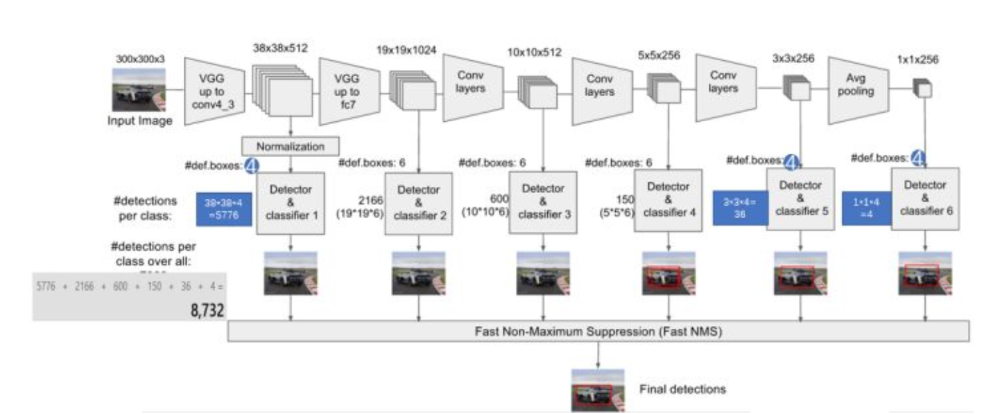 300x300x3
38x38x512
19x19x1024
10x10x512
5x5x256
3x3x256
1x1x256
VGG
up to
conv4_3
VGG
up to
fc7
Conv
layers
Conv
layers
Conv
layers
Avg
pooling
Input Image
Normalization
#def.boxes: 4
#def.boxes: 6
#def.boxes: 6
#def.boxes: 6
#def.boxes: 4
#def.boxes: 4
#detections
per class:
38*38*4
=5776
Detector
&
classifier 1
2166
(19*19*6)
Detector
&
classifier 2
600
(10*10*6)
Detector
&
classifier 3
150
(5*5*6)
Detector
&
classifier 4
3*3*4=
36
Detector
&
classifier 5
1*1*4
=4
Detector
&
classifier 6
#detections per
class over all:
5776 + 2166 + 600 + 150 + 36 + 4 =
8,732
Fast Non-Maximum Suppression (Fast NMS)
Final detections